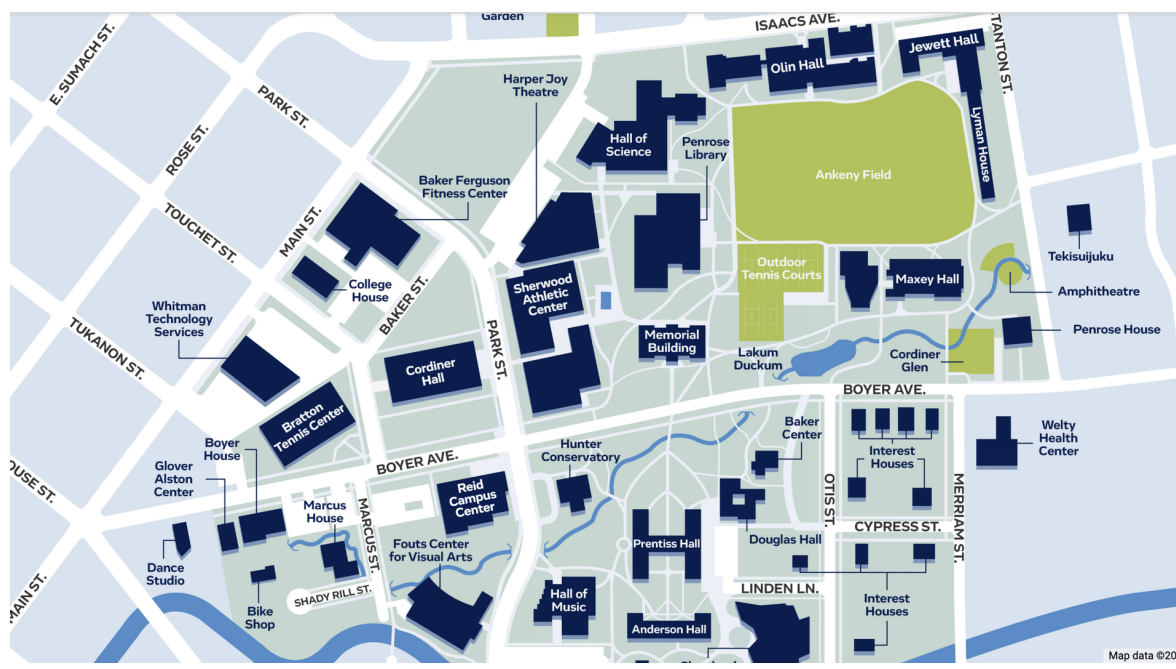 Garden
ISAACS AVE.
STANTON ST.
E. SUMACH ST.
PARK ST.
ROSE ST.
TOUCHET ST.
MAIN ST.
TUKANON ST.
Harper Joy
Theatre
Olin Hall
Jewett Hall
Lyman House
Hall of
Science
Penrose
Library
Ankeny Field
Baker Ferguson
Fitness Center
College
House
BAKER ST.
Whitman
Technology
Services
Sherwood
Athletic
Center
PARK ST.
Outdoor
Tennis Courts
Maxey Hall
Tekisuijuku
Amphitheatre
Penrose House
Memorial
Building
Lakum
Duckum
Cordiner
Glen
Cordiner
Hall
Bratton
Tennis Center
BOYER AVE.
BOYER AVE.
Boyer
House
Glover
Alston
Center
Marcus
House
MARCUS ST.
Reid
Campus
Center
Hunter
Conservatory
Baker
Center
Interest
Houses
Welty
Health
Center
OTIS ST.
MERRIAM ST.
CYPRESS ST.
Douglas Hall
Prentiss Hall
Fouts Center
for Visual Arts
Dance
Studio
Bike
Shop
SHADY RILL ST.
MAIN ST.
Hall of
Music
Anderson Hall
LINDEN LN.
Interest
Houses
Map data ©20